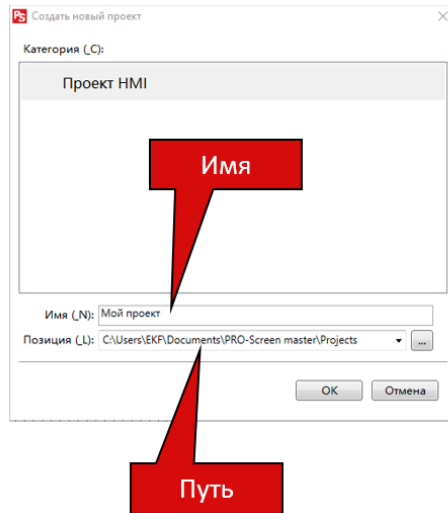 PS Создать новый проект
Категория (_C):
Проект HMI
Имя
Имя (_N): Мой проект
Позиция (_L): C:\Users\EKF\Documents\PRO-Screen master\Projects ...
ОК Отмена
Путь